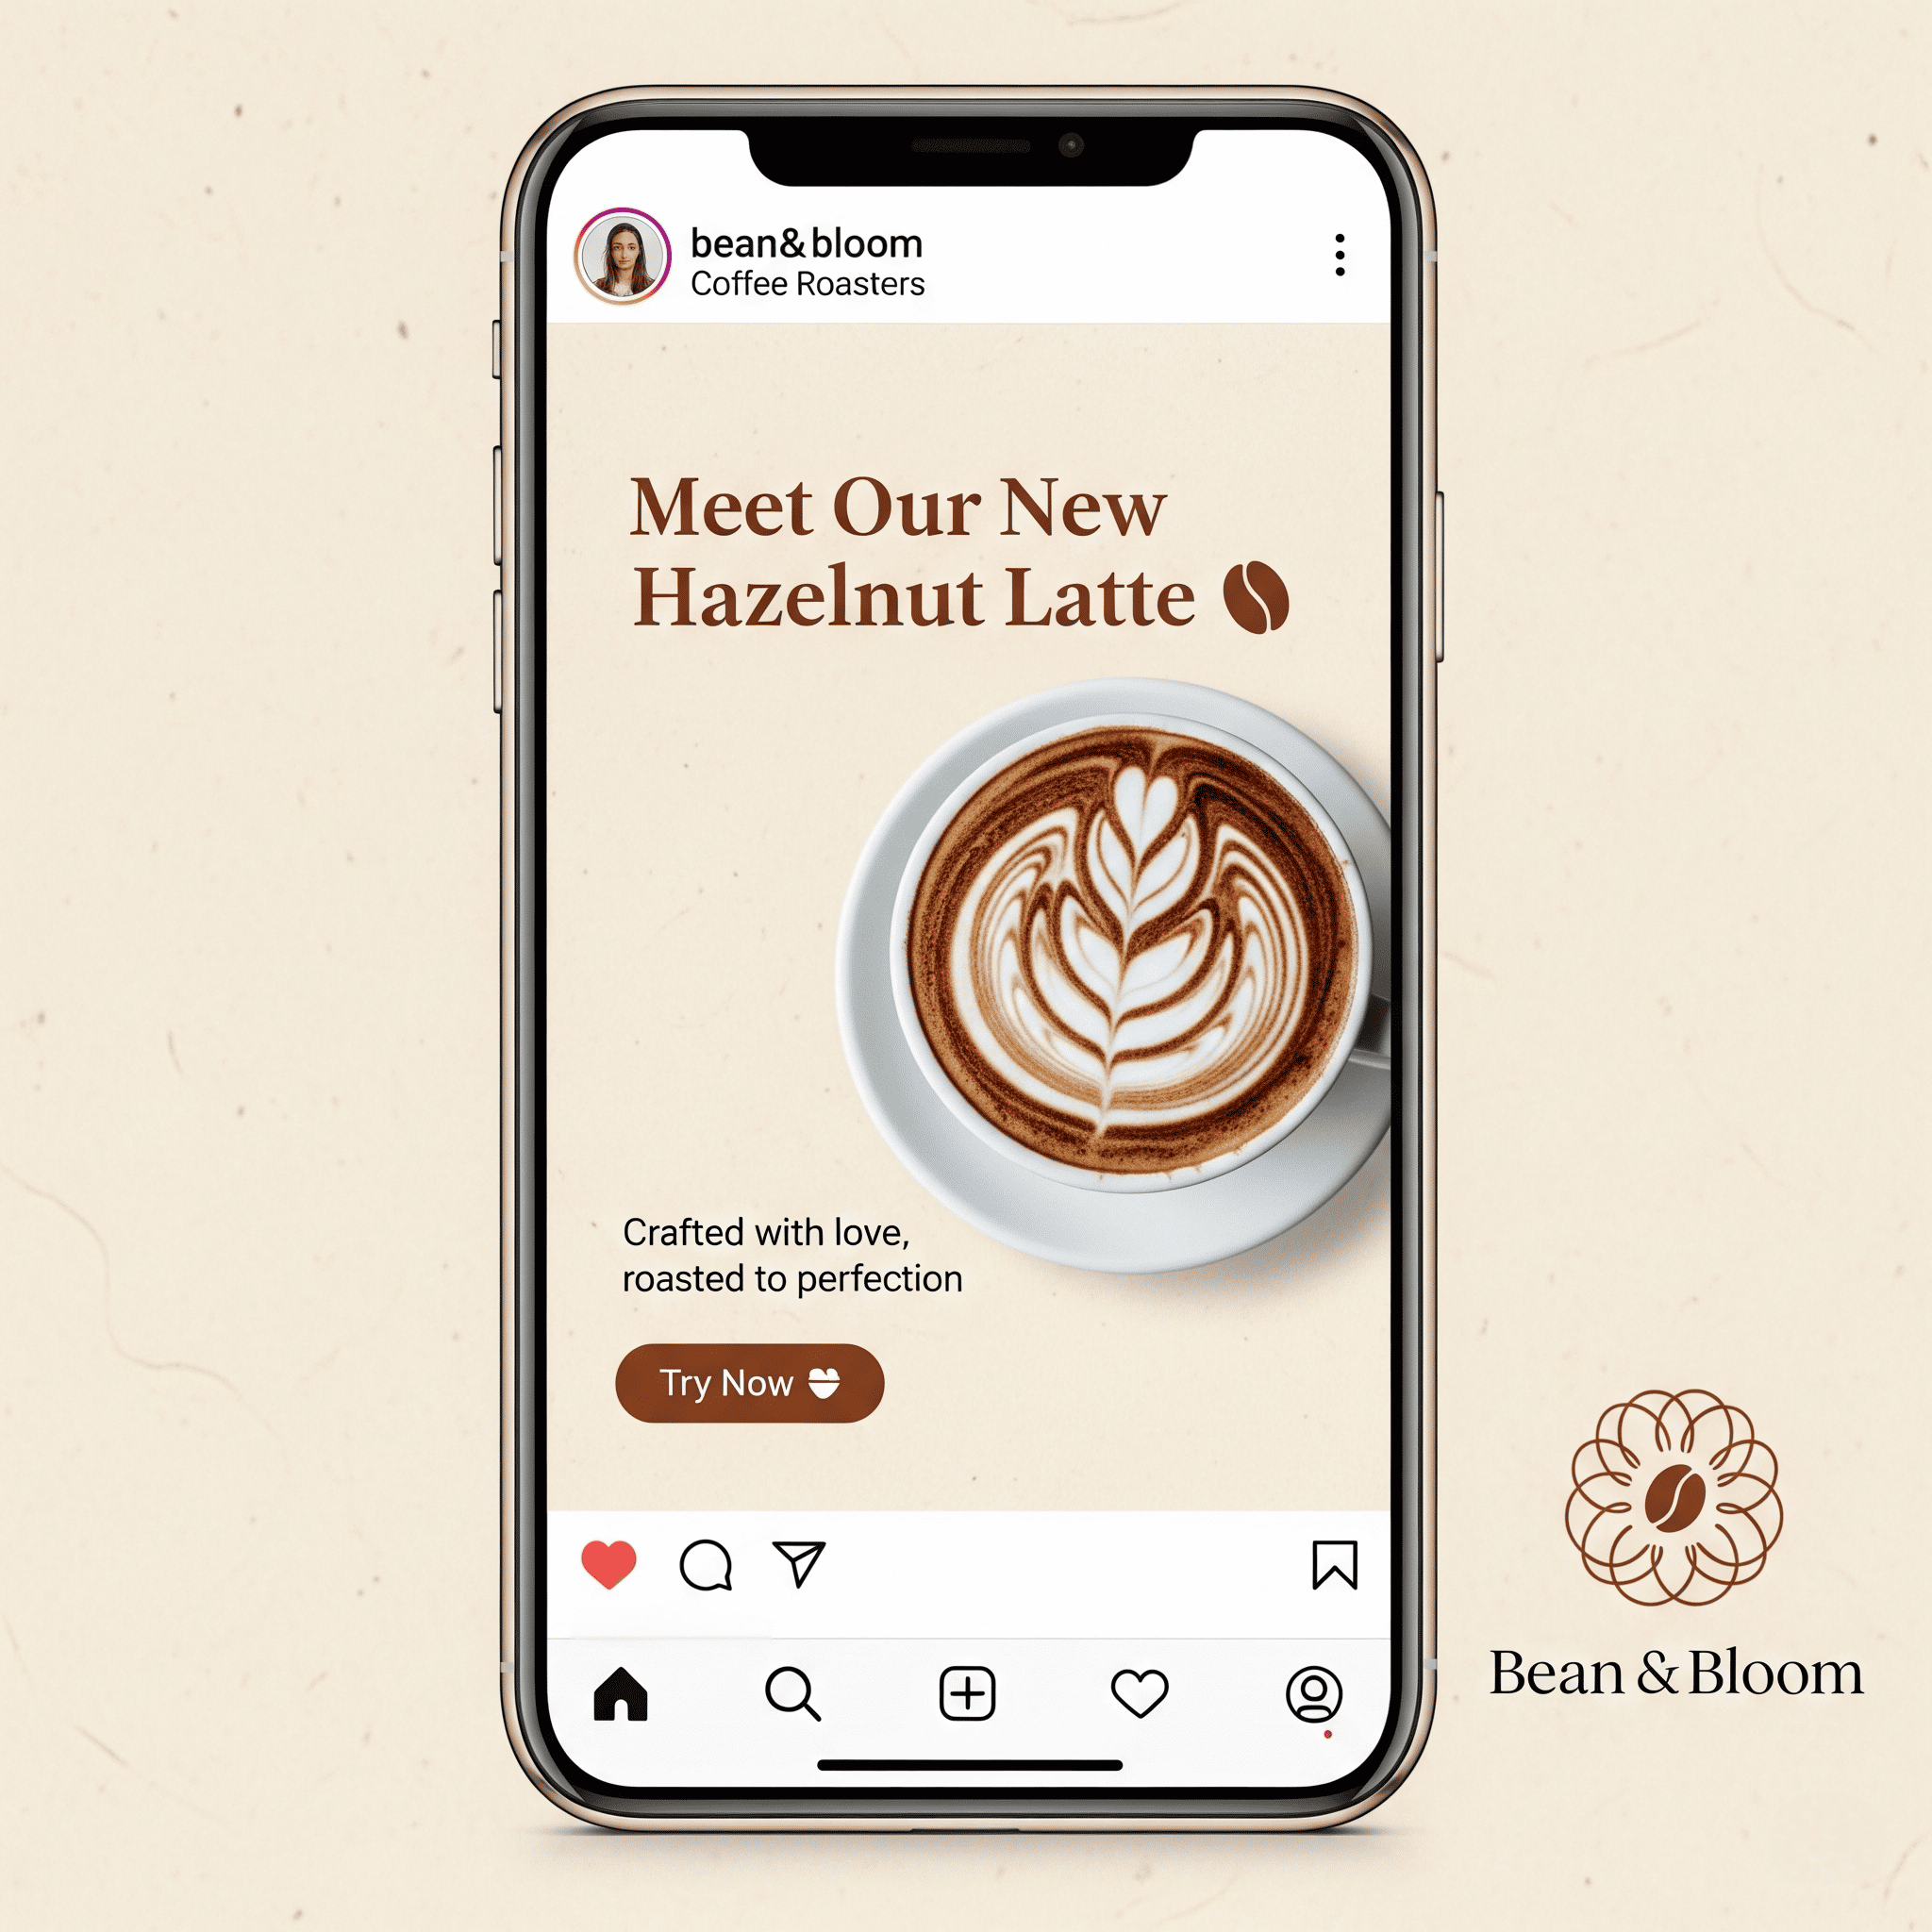 bean&bloom
Coffee Roasters
Meet Our New
Hazelnut Latte
Crafted with love,
roasted to perfection
Try Now
Bean & Bloom